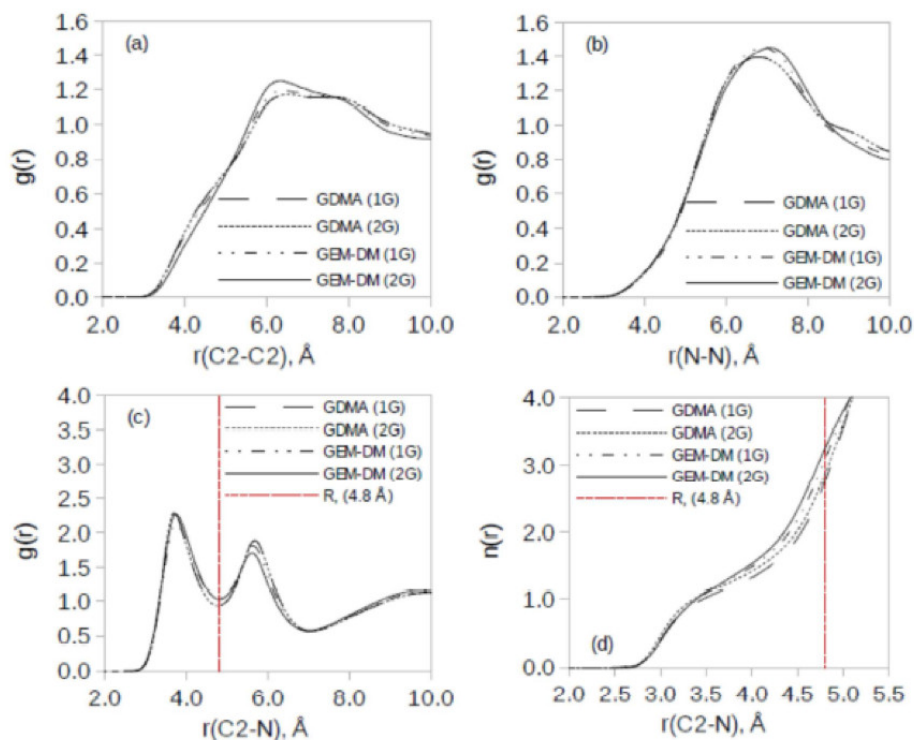 (a)
g(r)
1.6
1.4
1.2
1.0
0.8
0.6
0.4
0.2
0.0
GDMA (1G)
GDMA (2G)
GEM-DM (1G)
GEM-DM (2G)
2.0 4.0 6.0 8.0 10.0
r(C2-C2), Å
(b)
g(r)
1.6
1.4
1.2
1.0
0.8
0.6
0.4
0.2
0.0
GDMA (1G)
GDMA (2G)
GEM-DM (1G)
GEM-DM (2G)
2.0 3.0 4.0 5.0 6.0 7.0 8.0 9.0 10.0
r(N-N), Å
(c)
g(r)
4.0
3.5
3.0
2.5
2.0
1.5
1.0
0.5
0.0
GDMA (1G)
GDMA (2G)
GEM-DM (1G)
GEM-DM (2G)
R, (4.8 Å)
2.0 4.0 6.0 8.0 10.0
r(C2-N), Å
(d)
n(r)
4.0
3.0
2.0
1.0
0.0
GDMA (1G)
GDMA (2G)
GEM-DM (1G)
GEM-DM (2G)
R, (4.8 Å)
2.0 2.5 3.0 3.5 4.0 4.5 5.0 5.5
r(C2-N), Å